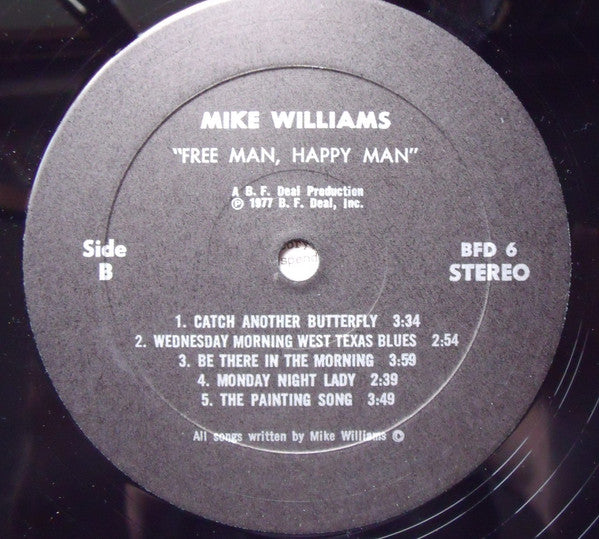 MIKE WILLIAMS
"FREE MAN, HAPPY MAN"
A B. F. Deal Production
℗ 1977 B. F. Deal, Inc.
Side
B
BFD 6
STEREO
1. CATCH ANOTHER BUTTERFLY 3:34
2. WEDNESDAY MORNING WEST TEXAS BLUES 2:54
3. BE THERE IN THE MORNING 3:59
4. MONDAY NIGHT LADY 2:39
5. THE PAINTING SONG 3:49
All songs written by Mike Williams ©